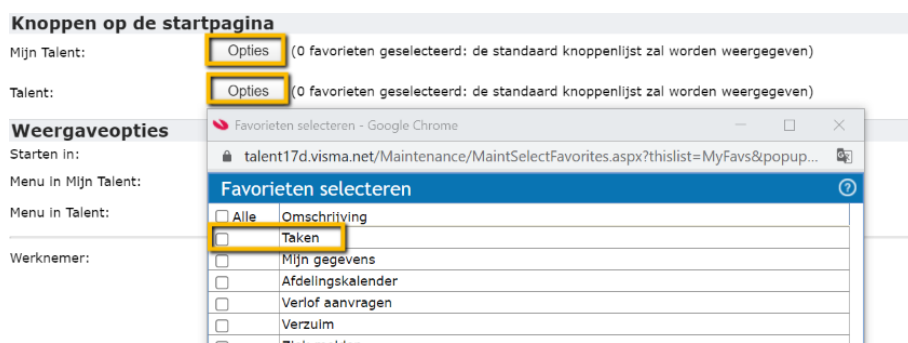 Knoppen op de startpagina
Mijn Talent: Opties (0 favorieten geselecteerd: de standaard knoppenlijst zal worden weergegeven)
Talent: Opties (0 favorieten geselecteerd: de standaard knoppenlijst zal worden weergegeven)
Weergaveopties
Starten in:
Menu in Mijn Talent:
Menu in Talent:
Werknemer:
Favorieten selecteren - Google Chrome
talent17d.visma.net/Maintenance/MaintSelectFavorites.aspx?thislist=MyFavs&popup...
Favorieten selecteren
Alle Omschrijving
Taken
Mijn gegevens
Afdelingskalender
Verlof aanvragen
Verzuim